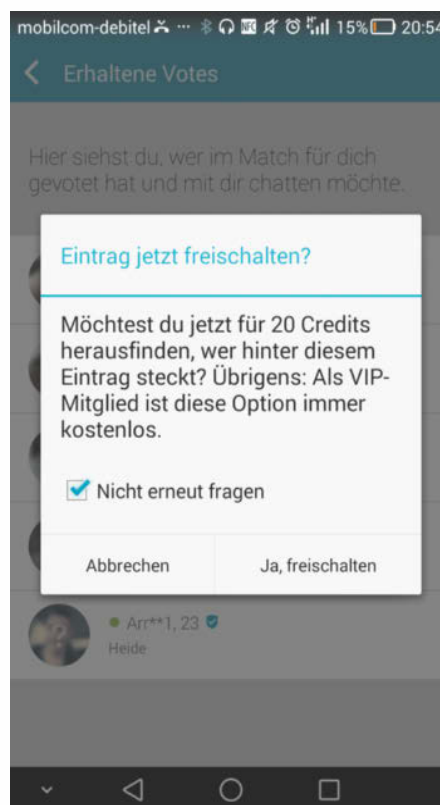 mobilcom-debitel ... NFC 15% 20:54
Erhaltene Votes
Hier siehst du, wer im Match für dich
gevotet hat und mit dir chatten möchte.
Eintrag jetzt freischalten?
Möchtest du jetzt für 20 Credits
herausfinden, wer hinter diesem
Eintrag steckt? Übrigens: Als VIP-
Mitglied ist diese Option immer
kostenlos.
Nicht erneut fragen
Abbrechen
Ja, freischalten
Arr**1, 23
Heide